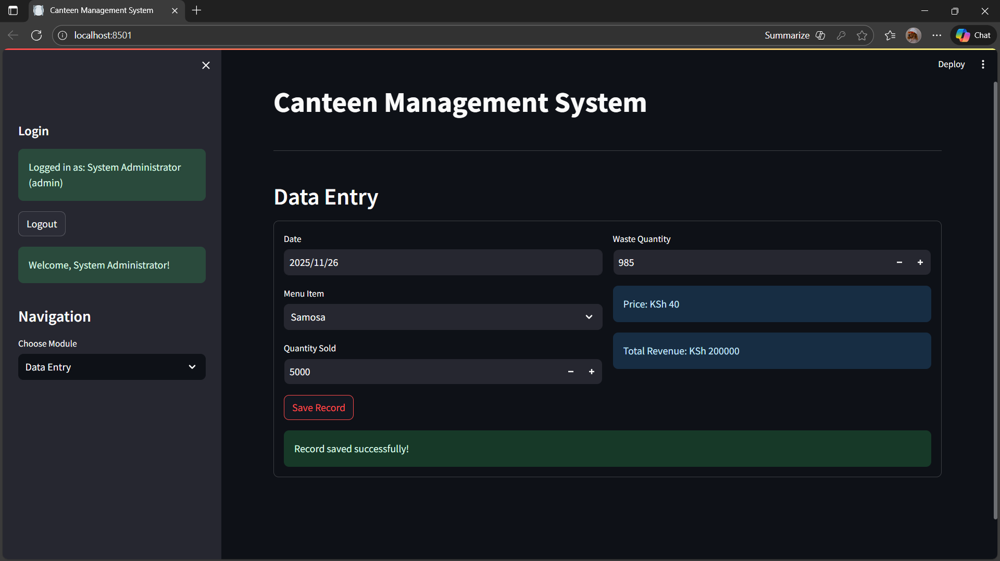 Canteen Management System
localhost:8501
Summarize
Chat
Deploy
Login
Logged in as: System Administrator
(admin)
Logout
Welcome, System Administrator!
Navigation
Choose Module
Data Entry
Canteen Management System
Data Entry
Date
2025/11/26
Menu Item
Samosa
Quantity Sold
5000
Waste Quantity
985
Price: KSh 40
Total Revenue: KSh 200000
Save Record
Record saved successfully!